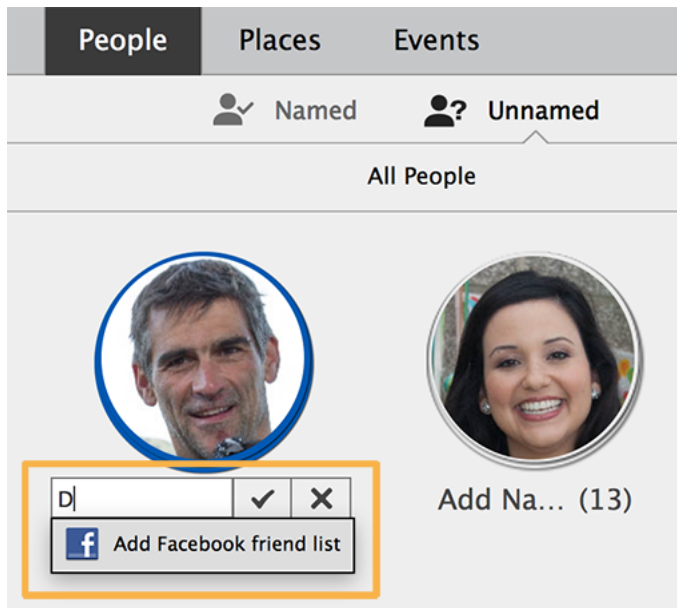 People Places Events
Named Unnamed
All People
D Add Na... (13)
Add Facebook friend list